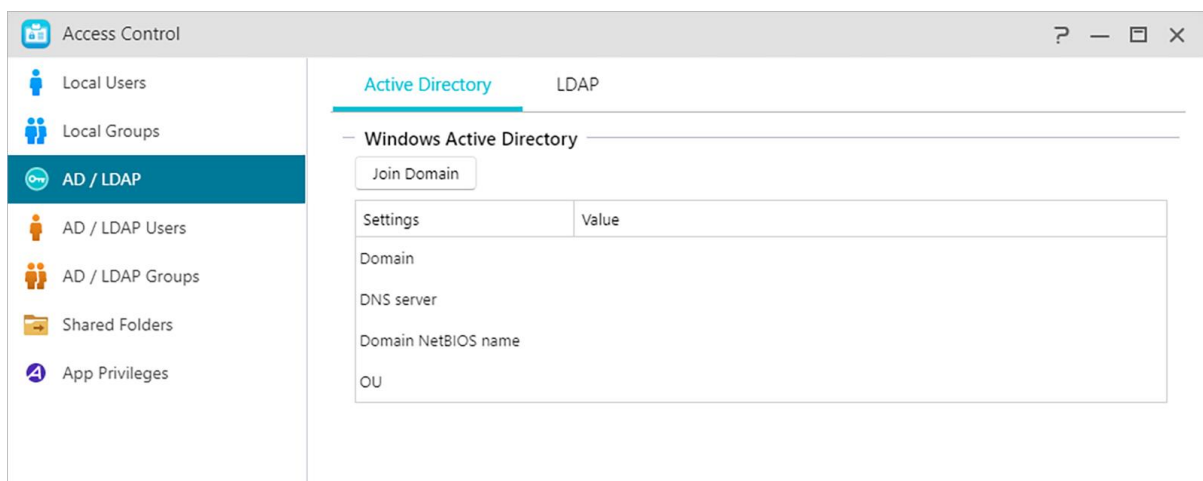 Access Control
Local Users
Local Groups
AD / LDAP
AD / LDAP Users
AD / LDAP Groups
Shared Folders
App Privileges
Active Directory LDAP
Windows Active Directory
Join Domain
Settings Value
Domain
DNS server
Domain NetBIOS name
OU